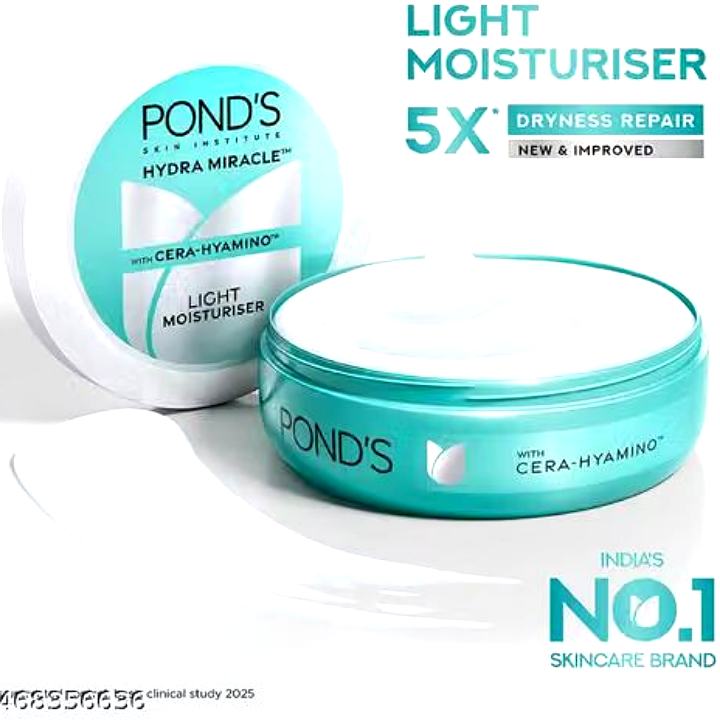 LIGHT
MOISTURISER
5X* DRYNESS REPAIR
NEW & IMPROVED
POND'S
SKIN INSTITUTE
HYDRA MIRACLE™
WITH CERA-HYAMINO™
LIGHT
MOISTURISER
POND'S
WITH
CERA-HYAMINO™
INDIA'S
NO.1
SKINCARE BRAND
clinical study 2025